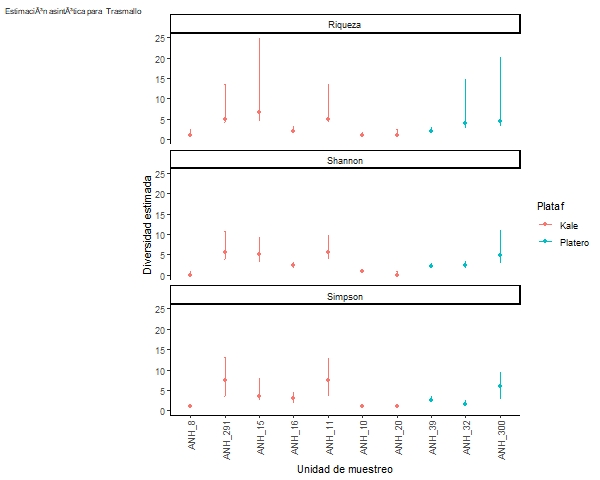 EstimaciÃ³n asintÃ³tica para Trasmallo
Riqueza
25
20
15
10
5
0
Shannon
25
20
15
10
5
0
Simpson
25
20
15
10
5
0
Diversidad estimada
ANH_8
ANH_291
ANH_15
ANH_16
ANH_11
ANH_10
ANH_20
ANH_39
ANH_32
ANH_300
Unidad de muestreo
Plataf
Kale
Platero